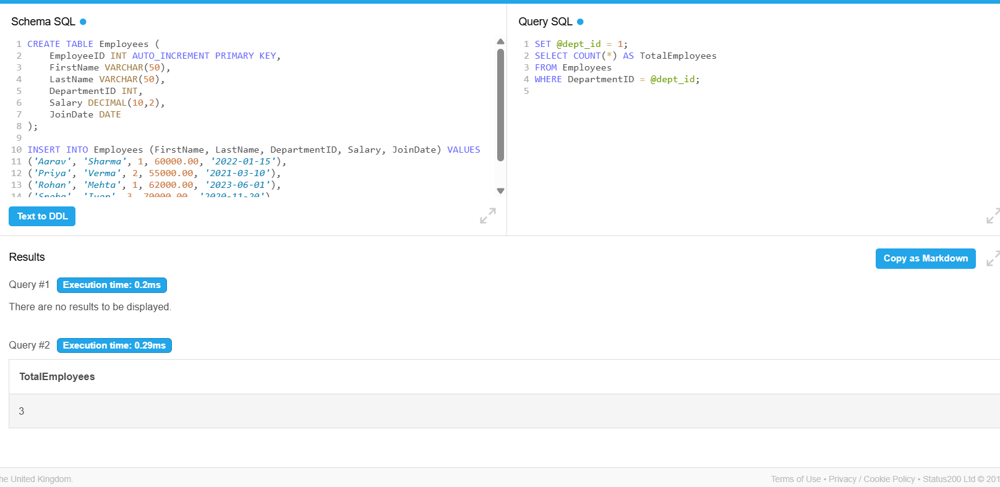 Schema SQL
1 CREATE TABLE Employees (
2 EmployeeID INT AUTO_INCREMENT PRIMARY KEY,
3 FirstName VARCHAR(50),
4 LastName VARCHAR(50),
5 DepartmentID INT,
6 Salary DECIMAL(10,2),
7 JoinDate DATE
8 );
9
10 INSERT INTO Employees (FirstName, LastName, DepartmentID, Salary, JoinDate) VALUES
11 ('Aarav', 'Sharma', 1, 60000.00, '2022-01-15'),
12 ('Priya', 'Verma', 2, 55000.00, '2021-03-10'),
13 ('Rohan', 'Mehta', 1, 62000.00, '2023-06-01'),
14 ('Sneha', 'Iyer', 3, 70000.00, '2020-11-20')
Text to DDL
Query SQL
1 SET @dept_id = 1;
2 SELECT COUNT(*) AS TotalEmployees
3 FROM Employees
4 WHERE DepartmentID = @dept_id;
5
Results
Copy as Markdown
Query #1 Execution time: 0.2ms
There are no results to be displayed.
Query #2 Execution time: 0.29ms
TotalEmployees
3
he United Kingdom.
Terms of Use • Privacy / Cookie Policy • Status200 Ltd © 201